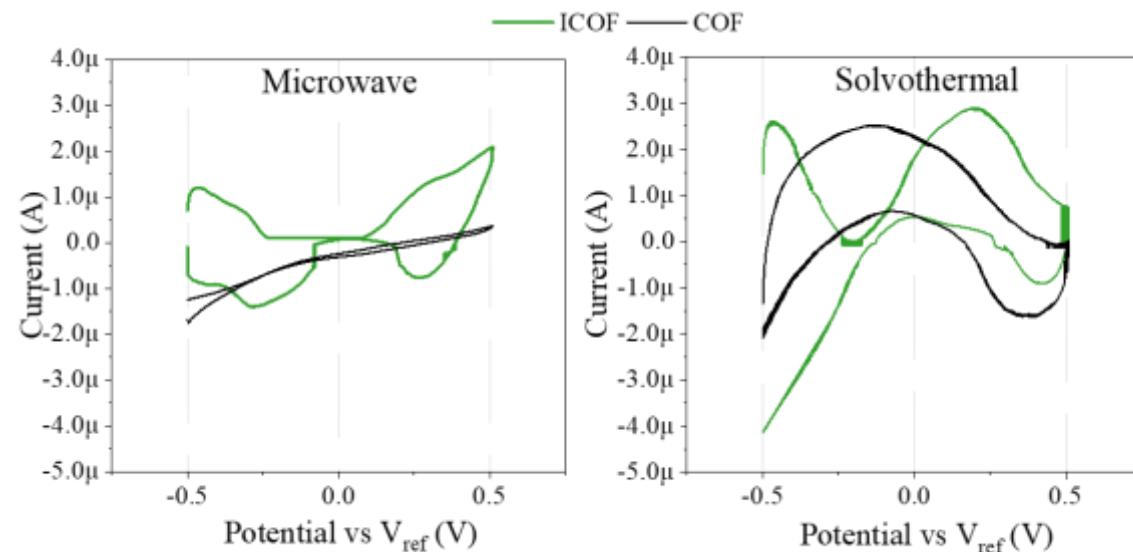 ICOF COF
Microwave
4.0μ
3.0μ
2.0μ
1.0μ
0.0
-1.0μ
-2.0μ
-3.0μ
-4.0μ
-5.0μ
Current (A)
-0.5 0.0 0.5
Potential vs Vref (V)
Solvothermal
4.0μ
3.0μ
2.0μ
1.0μ
0.0
-1.0μ
-2.0μ
-3.0μ
-4.0μ
-5.0μ
Current (A)
-0.5 0.0 0.5
Potential vs Vref (V)